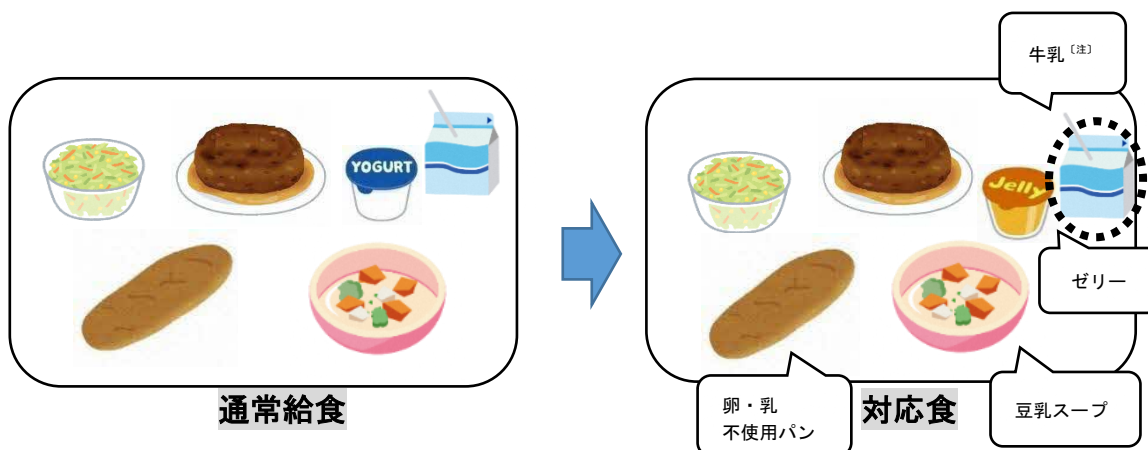 YOGURT
通常給食
牛乳〔注〕
Jelly
ゼリー
卵・乳
不使用パン
対応食
豆乳スープ